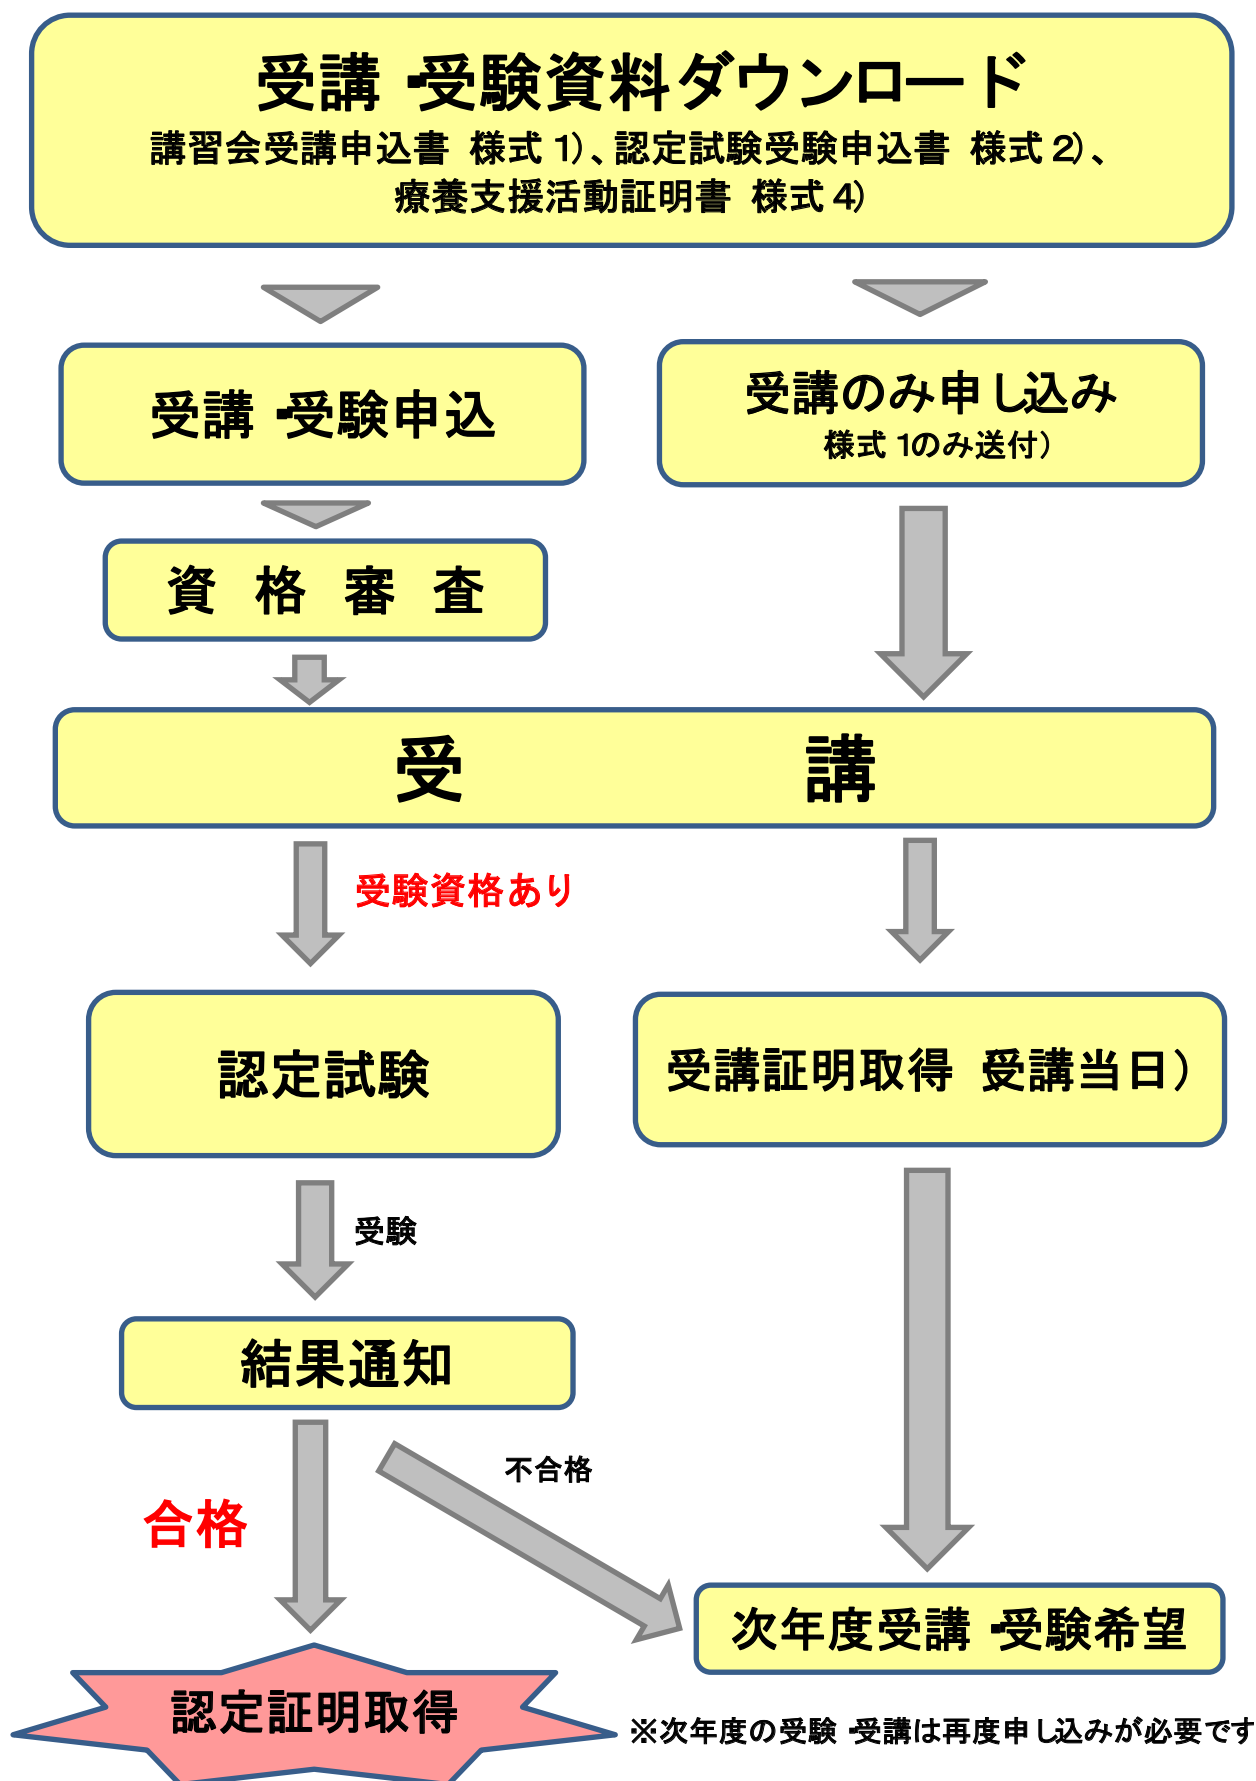 受講・受験資料ダウンロード
講習会受講申込書 様式1)、認定試験受験申込書 様式2)、
療養支援活動証明書 様式4)
受講・受験申込
受講のみ申し込み
様式1のみ送付)
資 格 審 査
受 講
受験資格あり
認定試験
受講証明取得 受講当日)
受験
結果通知
不合格
合格
次年度受講・受験希望
認定証明取得
※次年度の受験・受講は再度申し込みが必要です